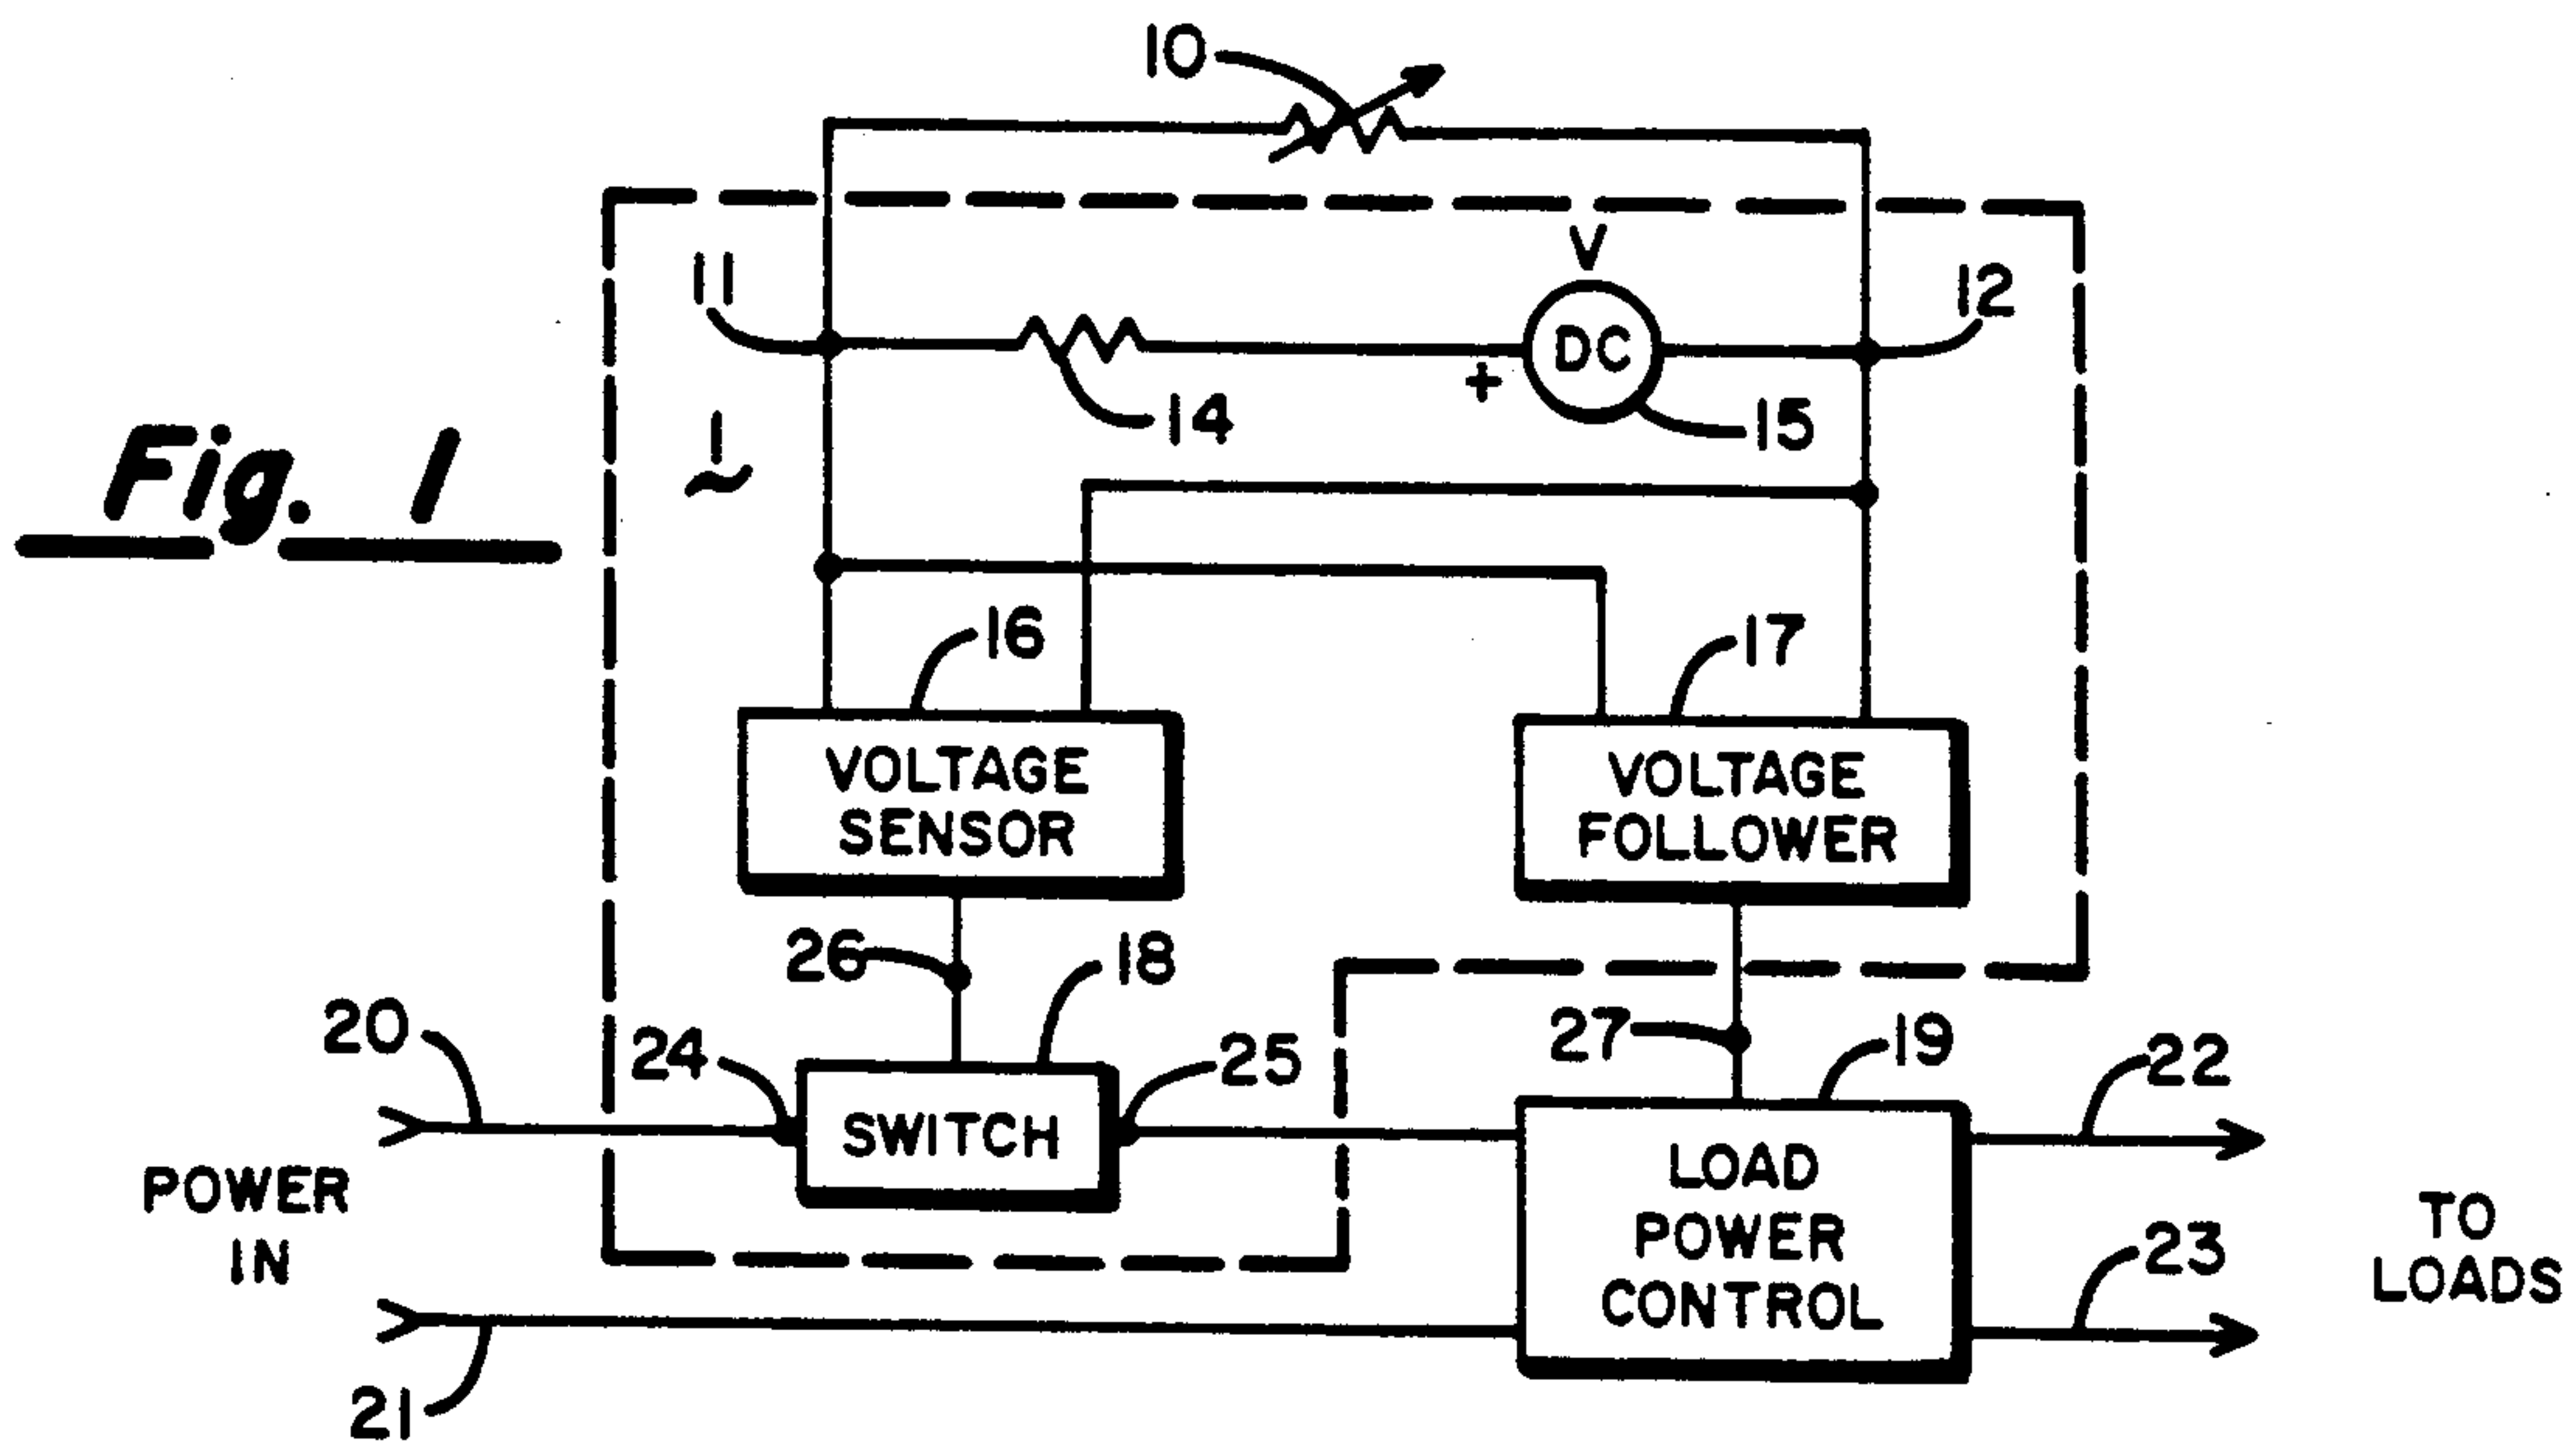 10
V
11
12
DC
+
14
15
1
Fig. 1
16
17
VOLTAGE
SENSOR
VOLTAGE
FOLLOWER
26
18
20
24
25
27
19
22
SWITCH
POWER
IN
LOAD
POWER
CONTROL
TO
LOADS
23
21